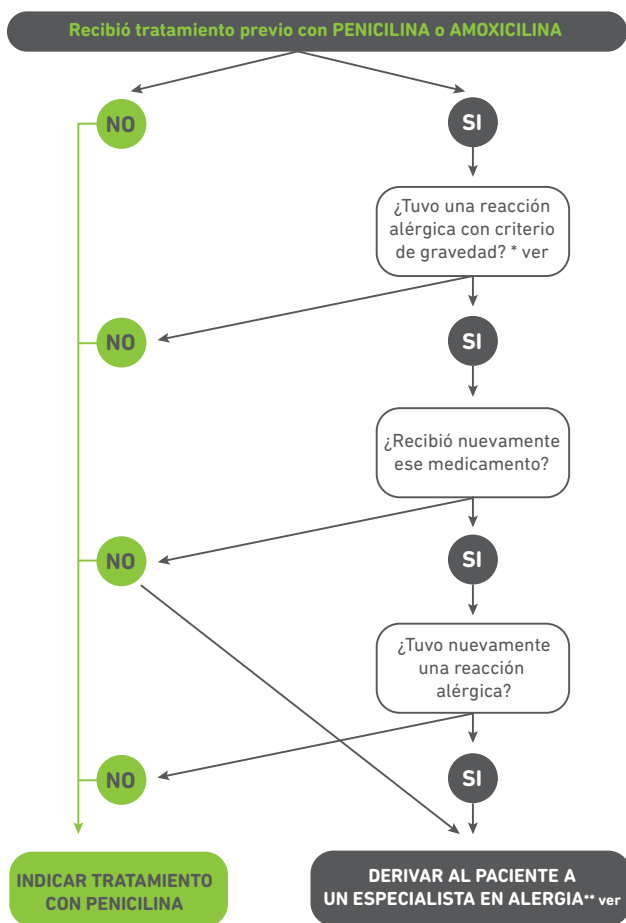 Recibió tratamiento previo con PENICILINA o AMOXICILINA
NO
SI
¿Tuvo una reacción
alérgica con criterio
de gravedad? * ver
NO
SI
¿Recibió nuevamente
ese medicamento?
NO
SI
¿Tuvo nuevamente
una reacción
alérgica?
NO
SI
INDICAR TRATAMIENTO
CON PENICILINA
DERIVAR AL PACIENTE A
UN ESPECIALISTA EN ALERGIA** ver